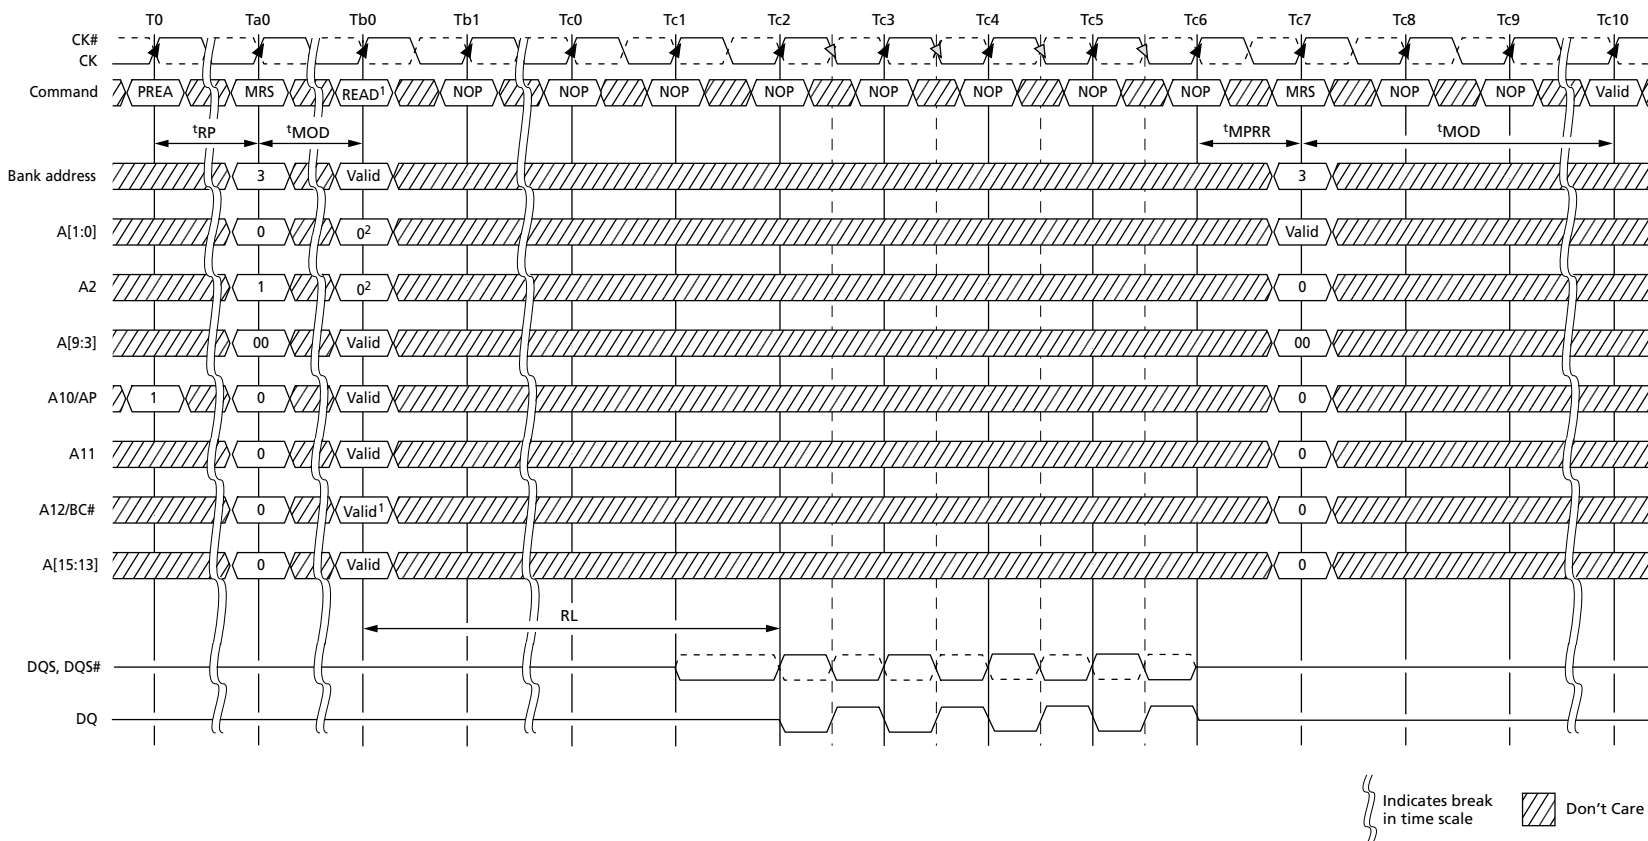 T0 Ta0 Tb0 Tb1 Tc0 Tc1 Tc2 Tc3 Tc4 Tc5 Tc6 Tc7 Tc8 Tc9 Tc10
CK#
CK
Command PREA MRS READ1 NOP NOP NOP NOP NOP NOP NOP NOP MRS NOP NOP Valid
tRP tMOD tMPRR tMOD
Bank address 3 Valid 3
A[1:0] 0 02 Valid
A2 1 02 0
A[9:3] 00 Valid 00
A10/AP 1 0 Valid 0
A11 0 Valid 0
A12/BC# 0 Valid1 0
A[15:13] 0 Valid 0
RL
DQS, DQS#
DQ
Indicates break
in time scale
Don't Care